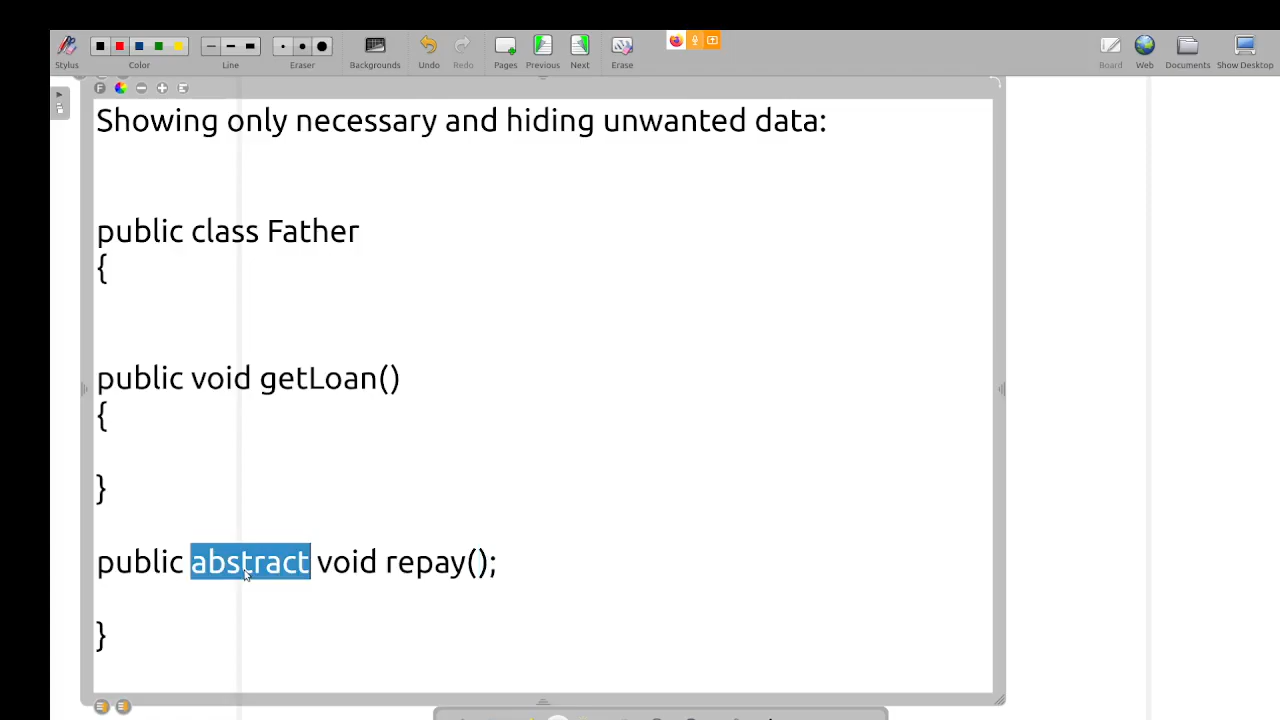 Stylus
Color
Line
Eraser
Backgrounds
Undo
Redo
Pages
Previous
Next
Erase
Board
Web
Documents
Show Desktop
F
Showing only necessary and hiding unwanted data:
public class Father
{
public void getLoan()
{
}
public abstract void repay();
}